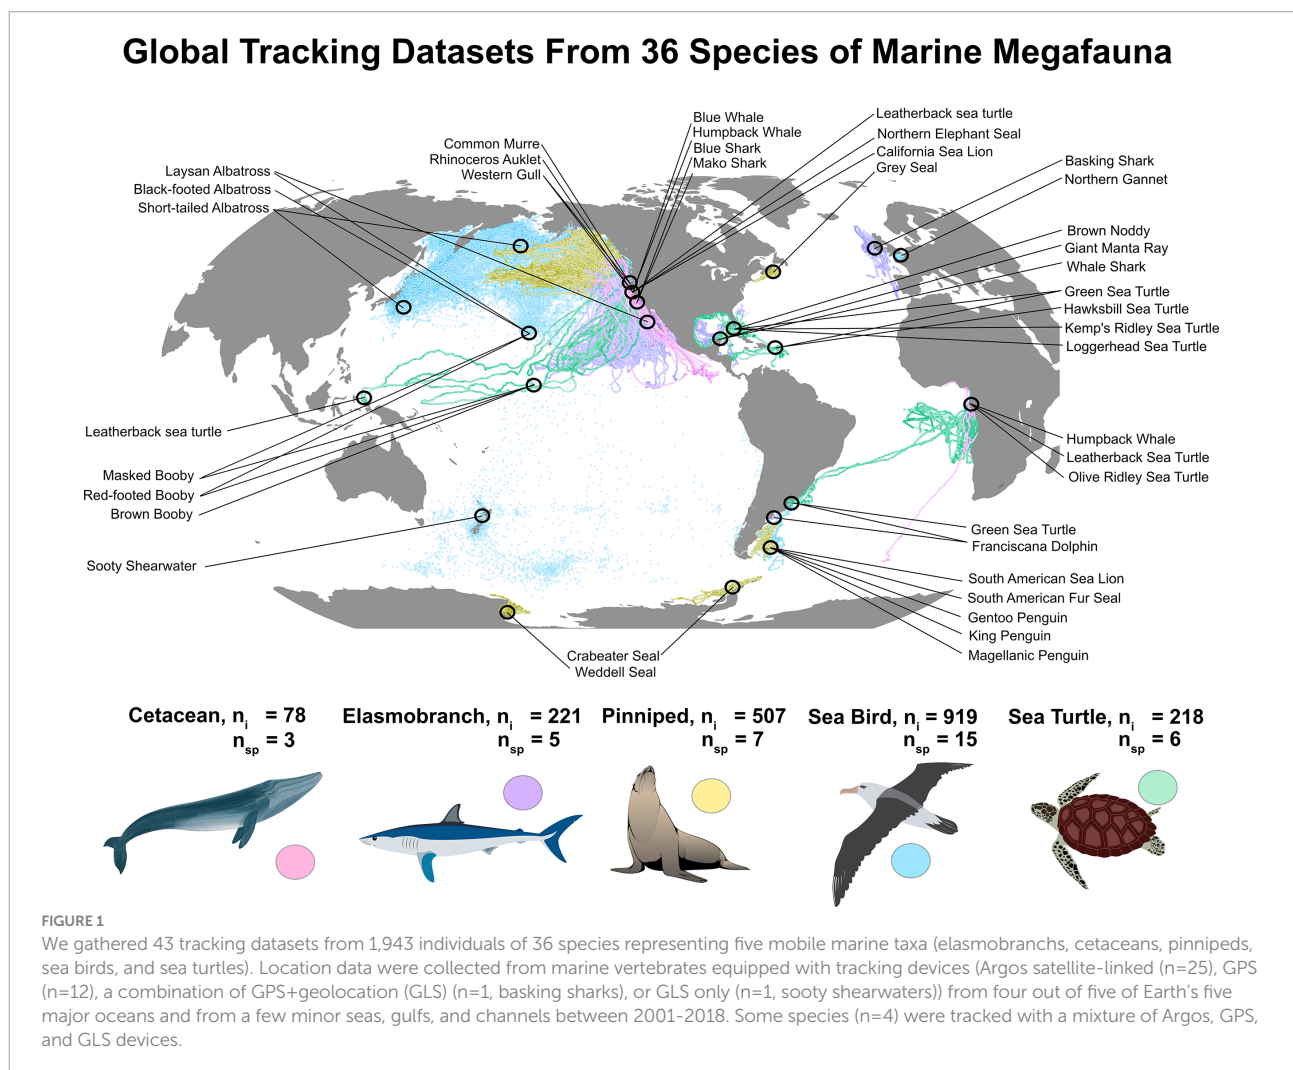 Global Tracking Datasets From 36 Species of Marine Megafauna
Laysan Albatross
Black-footed Albatross
Short-tailed Albatross
Common Murre
Rhinoceros Auklet
Western Gull
Blue Whale
Humpback Whale
Blue Shark
Mako Shark
Leatherback sea turtle
Northern Elephant Seal
California Sea Lion
Grey Seal
Basking Shark
Northern Gannet
Brown Noddy
Giant Manta Ray
Whale Shark
Green Sea Turtle
Hawksbill Sea Turtle
Kemp's Ridley Sea Turtle
Loggerhead Sea Turtle
Leatherback sea turtle
Masked Booby
Red-footed Booby
Brown Booby
Sooty Shearwater
Humpback Whale
Leatherback Sea Turtle
Olive Ridley Sea Turtle
Green Sea Turtle
Franciscana Dolphin
South American Sea Lion
South American Fur Seal
Gentoo Penguin
King Penguin
Magellanic Penguin
Crabeater Seal
Weddell Seal
Cetacean, ni = 78
nsp = 3
Elasmobranch, ni = 221
nsp = 5
Pinniped, ni = 507
nsp = 7
Sea Bird, ni = 919
nsp = 15
Sea Turtle, ni = 218
nsp = 6
FIGURE 1
We gathered 43 tracking datasets from 1,943 individuals of 36 species representing five mobile marine taxa (elasmobranchs, cetaceans, pinnipeds,
sea birds, and sea turtles). Location data were collected from marine vertebrates equipped with tracking devices (Argos satellite-linked (n=25), GPS
(n=12), a combination of GPS+geolocation (GLS) (n=1, basking sharks), or GLS only (n=1, sooty shearwaters)) from four out of five of Earth's five
major oceans and from a few minor seas, gulfs, and channels between 2001-2018. Some species (n=4) were tracked with a mixture of Argos, GPS,
and GLS devices.